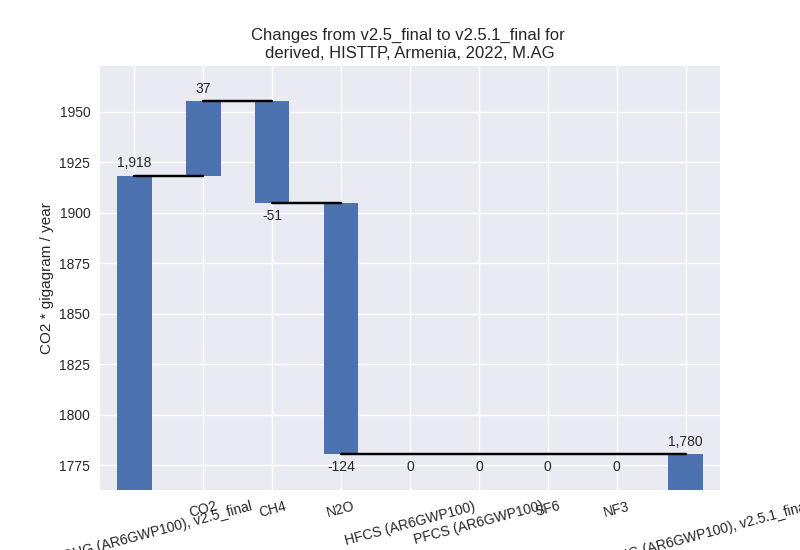 Changes from v2.5_final to v2.5.1_final for
derived, HISTTP, Armenia, 2022, M.AG
CO2 * gigagram / year
1950
1925
1900
1875
1850
1825
1800
1775
1,918
37
-51
-124
0
0
0
0
1,780
(AR6GWP100), v2.5_final
CO2
CH4
N2O
HFCS (AR6GWP100)
PFCS (AR6GWP100)
SF6
NF3
(AR6GWP100), v2.5.1_fina